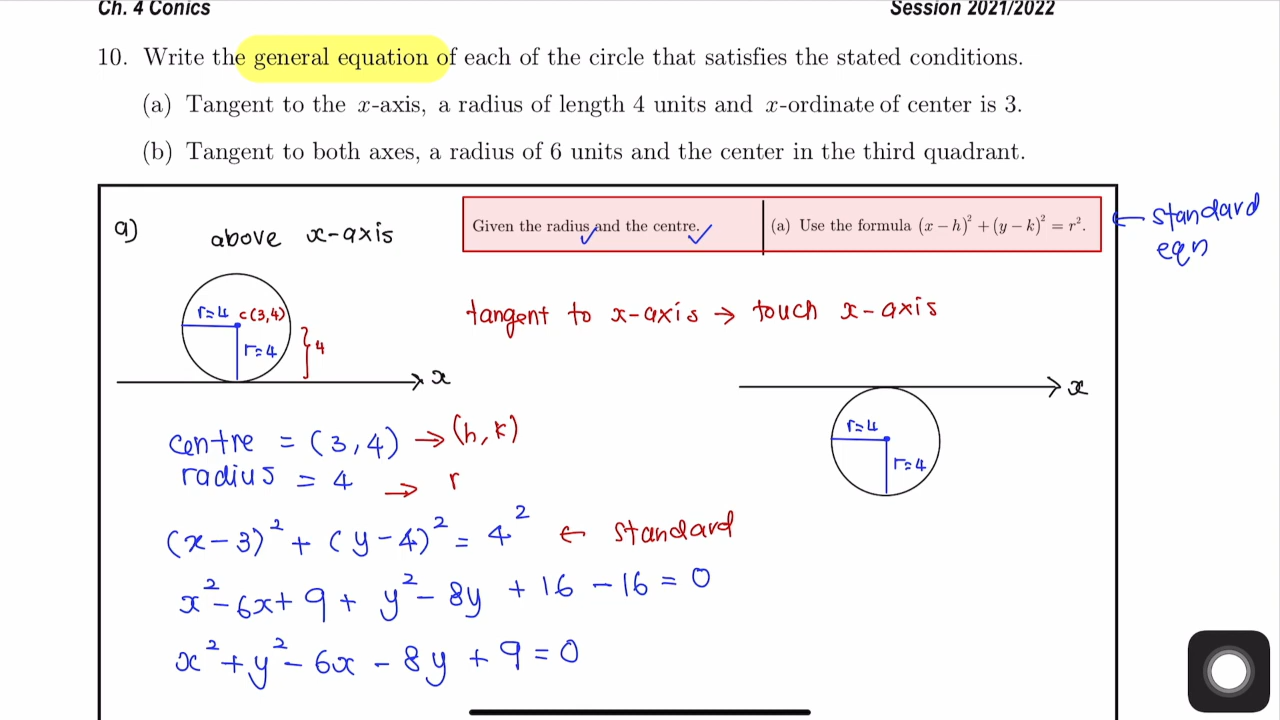 Ch. 4 Conics Session 2021/2022
10. Write the general equation of each of the circle that satisfies the stated conditions.
(a) Tangent to the x-axis, a radius of length 4 units and x-ordinate of center is 3.
(b) Tangent to both axes, a radius of 6 units and the center in the third quadrant.
a) above x-axis
Given the radius and the centre. (a) Use the formula (x − h)² + (y − k)² = r².
← standard
eqn
r=4 c(3,4)
r=4 } 4
x
tangent to x-axis → touch x-axis
x
r=4
r=4
centre = (3,4) → (h, k)
radius = 4 → r
(x-3)² + (y-4)² = 4² ← standard
x² - 6x + 9 + y² - 8y + 16 - 16 = 0
x² + y² - 6x - 8y + 9 = 0